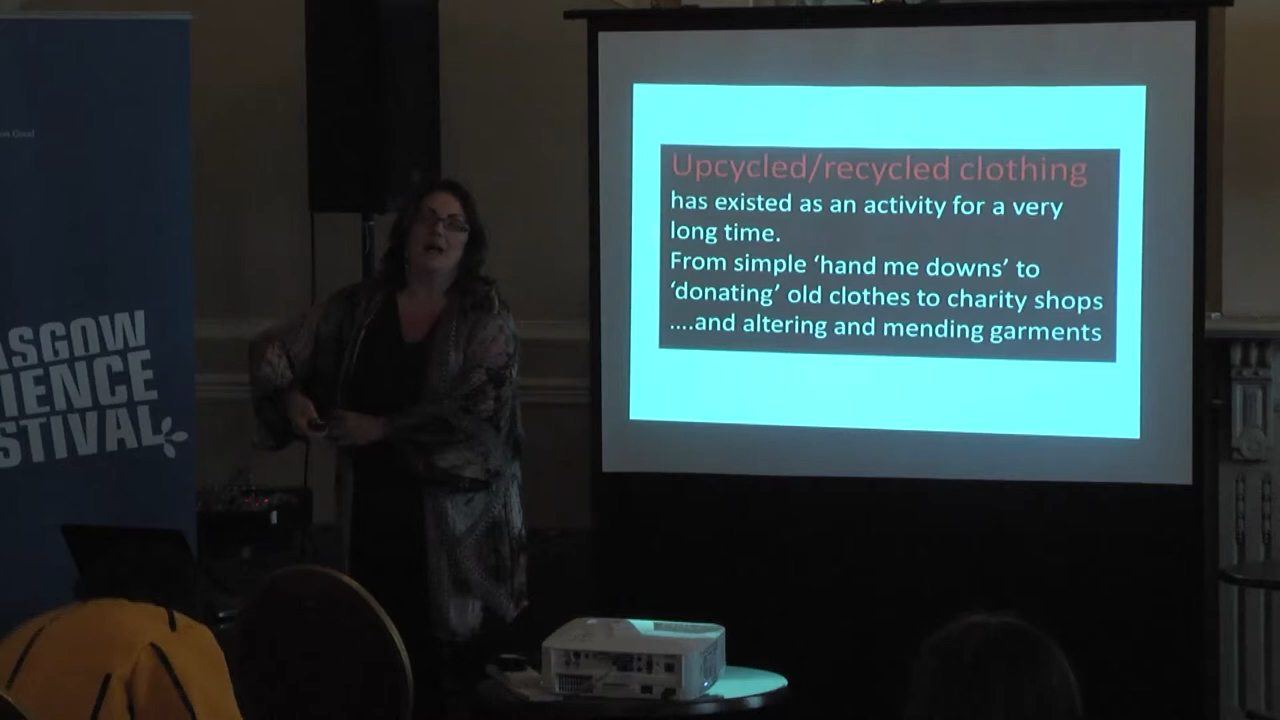 ASGOW
IENCE
STIVAL
Upcycled/recycled clothing
has existed as an activity for a very
long time.
From simple ‘hand me downs’ to
‘donating’ old clothes to charity shops
....and altering and mending garments